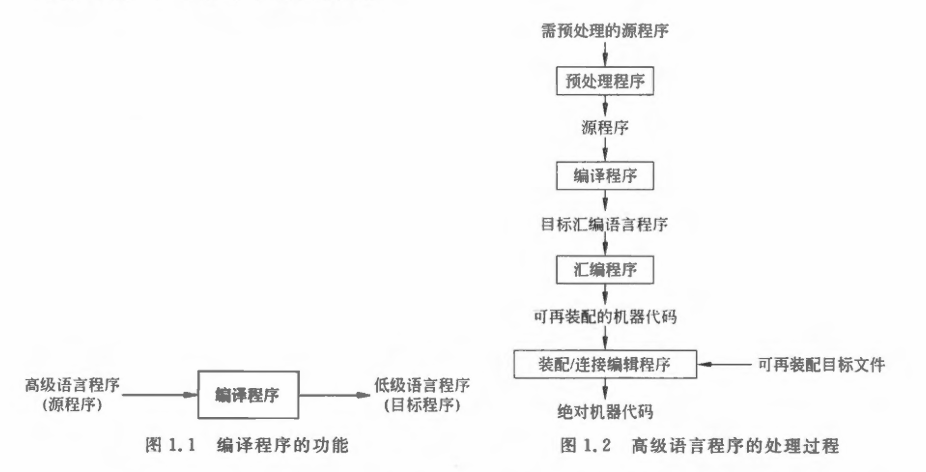 需预处理的源程序
预处理程序
源程序
编译程序
目标汇编语言程序
汇编程序
可再装配的机器代码
装配/连接编辑程序
可再装配目标文件
绝对机器代码
图 1.2 高级语言程序的处理过程
高级语言程序
(源程序)
编译程序
低级语言程序
(目标程序)
图 1.1 编译程序的功能